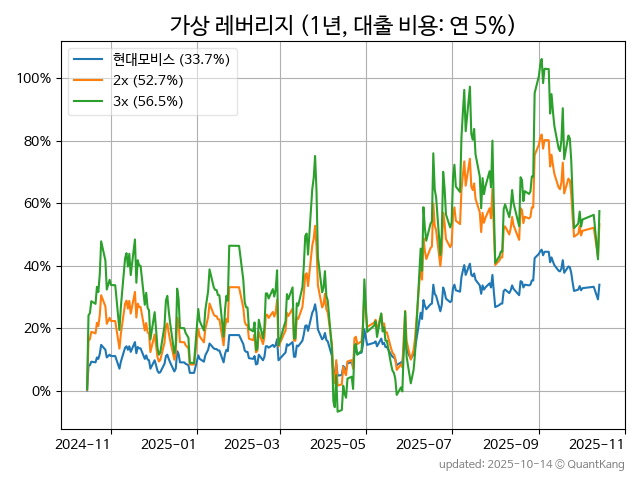 가상 레버리지 (1년, 대출 비용: 연 5%)
현대모비스 (33.7%)
2x (52.7%)
3x (56.5%)
100%
80%
60%
40%
20%
0%
2024-11
2025-01
2025-03
2025-05
2025-07
2025-09
2025-11
updated: 2025-10-14 © QuantKang